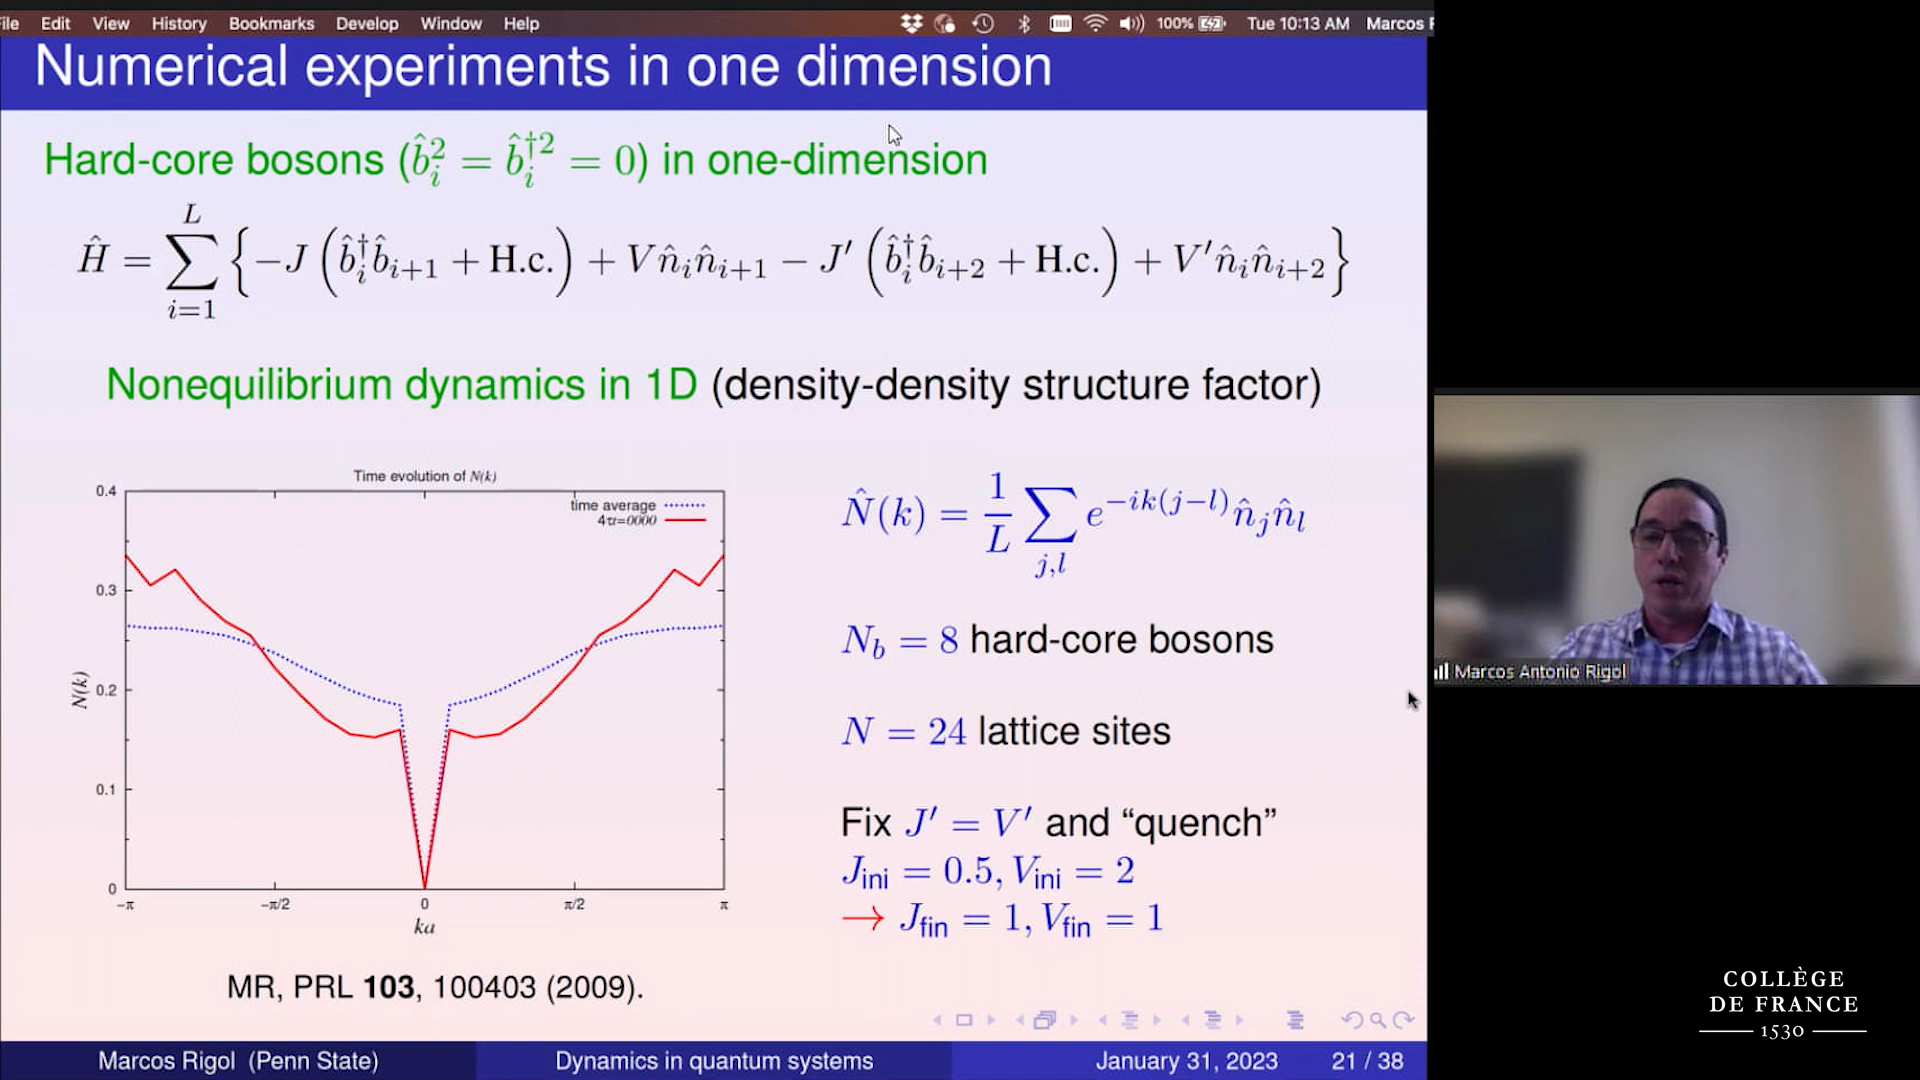 File Edit View History Bookmarks Develop Window Help 100% Tue 10:13 AM Marcos R
Numerical experiments in one dimension
Hard-core bosons ($\hat{b}_i^2 = \hat{b}_i^{\dagger 2} = 0$) in one-dimension
$\hat{H} = \sum_{i=1}^{L} \left\{ -J \left( \hat{b}_i^\dagger \hat{b}_{i+1} + \text{H.c.} \right) + V \hat{n}_i \hat{n}_{i+1} - J' \left( \hat{b}_i^\dagger \hat{b}_{i+2} + \text{H.c.} \right) + V' \hat{n}_i \hat{n}_{i+2} \right\}$
Nonequilibrium dynamics in 1D (density-density structure factor)
Time evolution of N(k)
time average
4tτ=0000
0.4
0.3
0.2
0.1
0
N(k)
−π −π/2 0 π/2 π
ka
$\hat{N}(k) = \frac{1}{L} \sum_{j,l} e^{-ik(j-l)} \hat{n}_j \hat{n}_l$
$N_b = 8$ hard-core bosons
$N = 24$ lattice sites
Fix $J' = V'$ and “quench”
$J_{\text{ini}} = 0.5, V_{\text{ini}} = 2$
→ $J_{\text{fin}} = 1, V_{\text{fin}} = 1$
MR, PRL 103, 100403 (2009).
Marcos Rigol (Penn State) Dynamics in quantum systems January 31, 2023 21 / 38
Marcos Antonio Rigol
COLLÈGE
DE FRANCE
1530